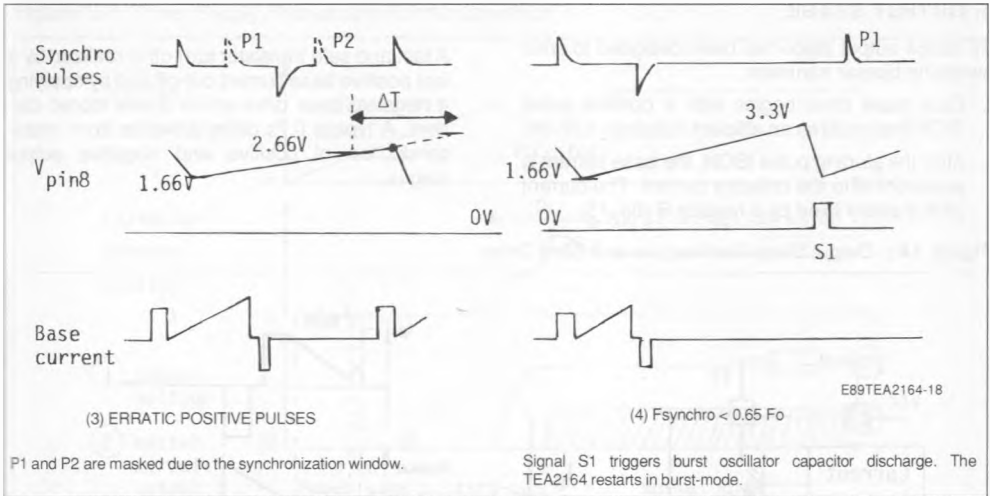 Synchro
pulses
P1
P2
P1
ΔT
2.66V
3.3V
V pin8
1.66V
1.66V
0V
0V
S1
Base
current
E89TEA2164-18
(3) ERRATIC POSITIVE PULSES
(4) Fsynchro < 0.65 Fo
P1 and P2 are masked due to the synchronization window.
Signal S1 triggers burst oscillator capacitor discharge. The
TEA2164 restarts in burst-mode.